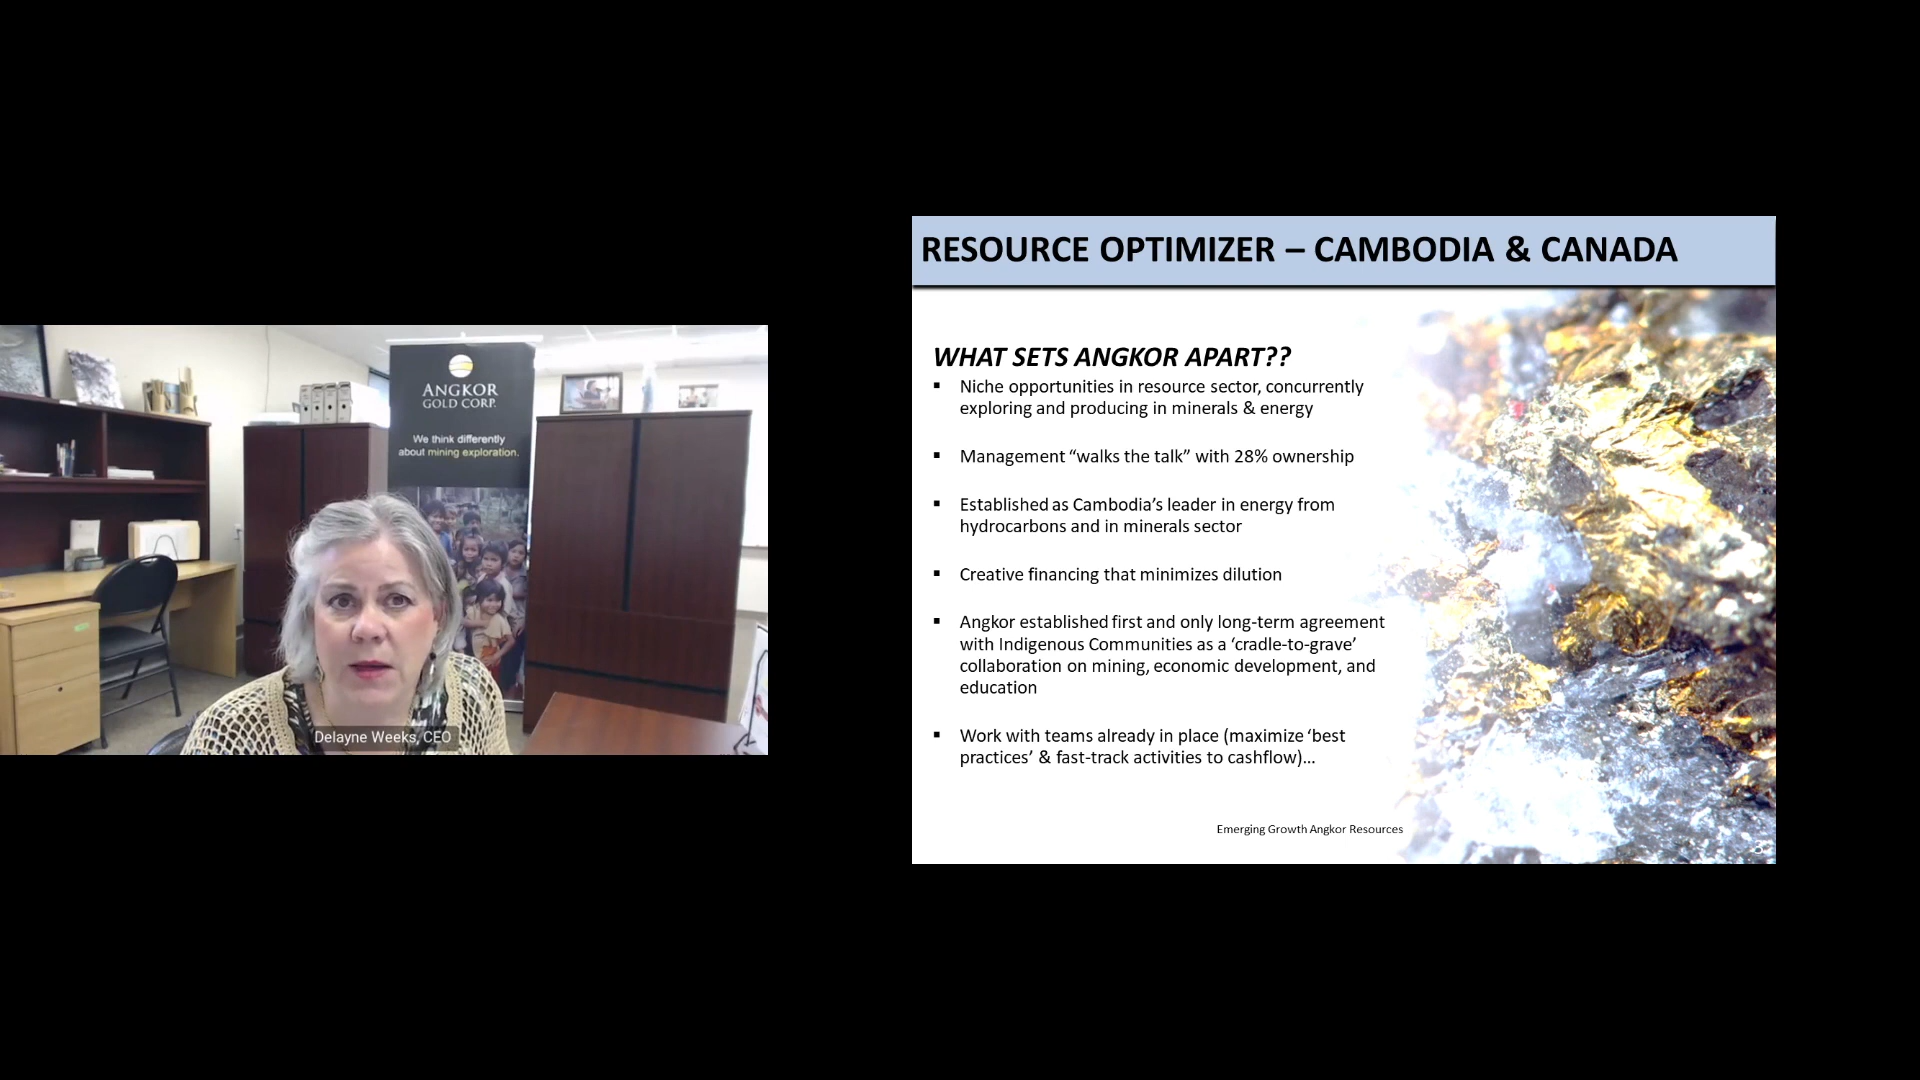 ANGKOR
GOLD CORP.
We think differently
about mining exploration.
Delayne Weeks, CEO
RESOURCE OPTIMIZER – CAMBODIA & CANADA
WHAT SETS ANGKOR APART??
▪ Niche opportunities in resource sector, concurrently
exploring and producing in minerals & energy
▪ Management “walks the talk” with 28% ownership
▪ Established as Cambodia’s leader in energy from
hydrocarbons and in minerals sector
▪ Creative financing that minimizes dilution
▪ Angkor established first and only long-term agreement
with Indigenous Communities as a ‘cradle-to-grave’
collaboration on mining, economic development, and
education
▪ Work with teams already in place (maximize ‘best
practices’ & fast-track activities to cashflow)...
Emerging Growth Angkor Resources
3